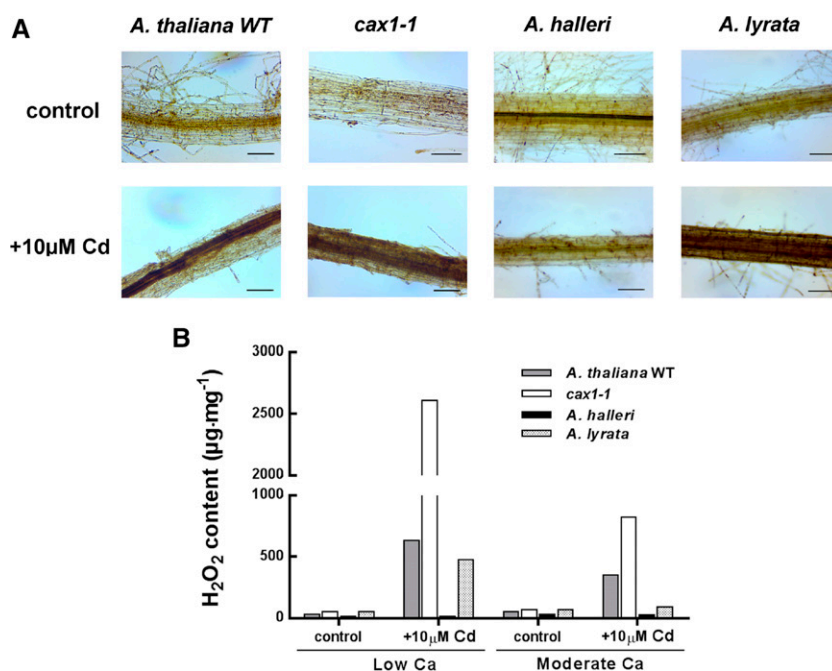 A
A. thaliana WT cax1-1 A. halleri A. lyrata
control
+10µM Cd
B
H₂O₂ content (µg·mg⁻¹)
3000
2500
2000
1000
500
0
A. thaliana WT
cax1-1
A. halleri
A. lyrata
control +10µM Cd control +10µM Cd
Low Ca Moderate Ca